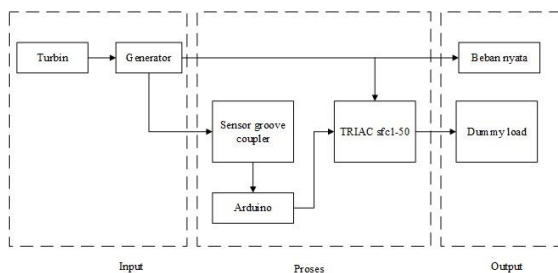 Turbin
Generator
Beban nyata
Sensor groove
coupler
TRIAC sfc1-50
Dummy load
Arduino
Input
Proses
Output